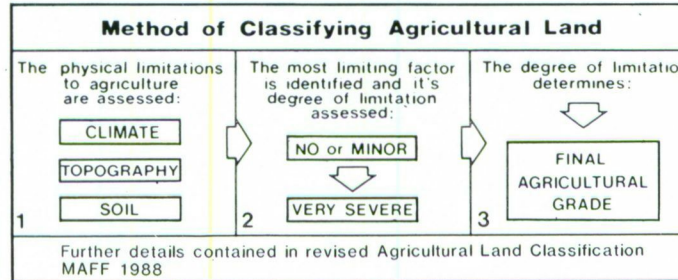 Method of Classifying Agricultural Land
The physical limitations
to agriculture
are assessed:
CLIMATE
TOPOGRAPHY
SOIL
1
The most limiting factor
is identified and it's
degree of limitation
assessed:
NO or MINOR
VERY SEVERE
2
The degree of limitatio
determines:
FINAL
AGRICULTURAL
GRADE
3
Further details contained in revised Agricultural Land Classification
MAFF 1988